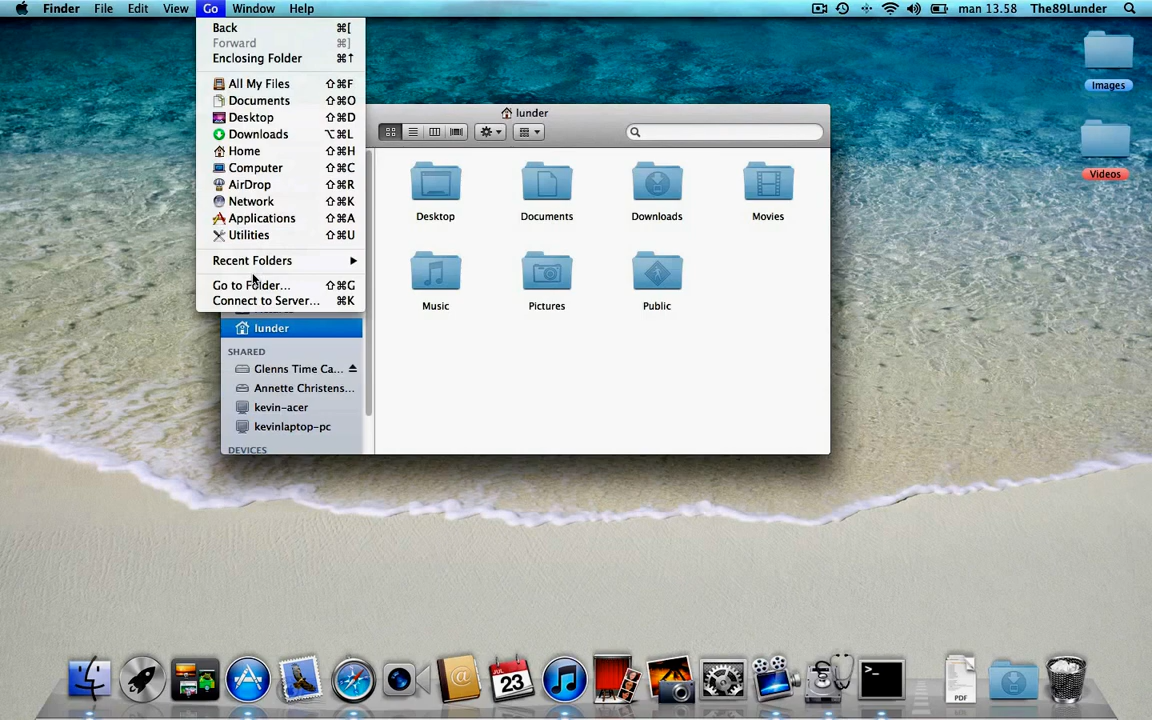 Finder File Edit View Go Window Help man 13.58 The89Lunder
Back ⌘[
Forward ⌘]
Enclosing Folder ⌘↑
All My Files ⇧⌘F
Documents ⇧⌘O
Desktop ⇧⌘D
Downloads ⌥⌘L
Home ⇧⌘H
Computer ⇧⌘C
AirDrop ⇧⌘R
Network ⇧⌘K
Applications ⇧⌘A
Utilities ⇧⌘U
Recent Folders
Go to Folder... ⇧⌘G
Connect to Server... ⌘K
lunder
SHARED
Glenns Time Ca...
Annette Christens...
kevin-acer
kevinlaptop-pc
DEVICES
lunder
Desktop Documents Downloads Movies
Music Pictures Public
Images
Videos
JUL
23
>_
PDF